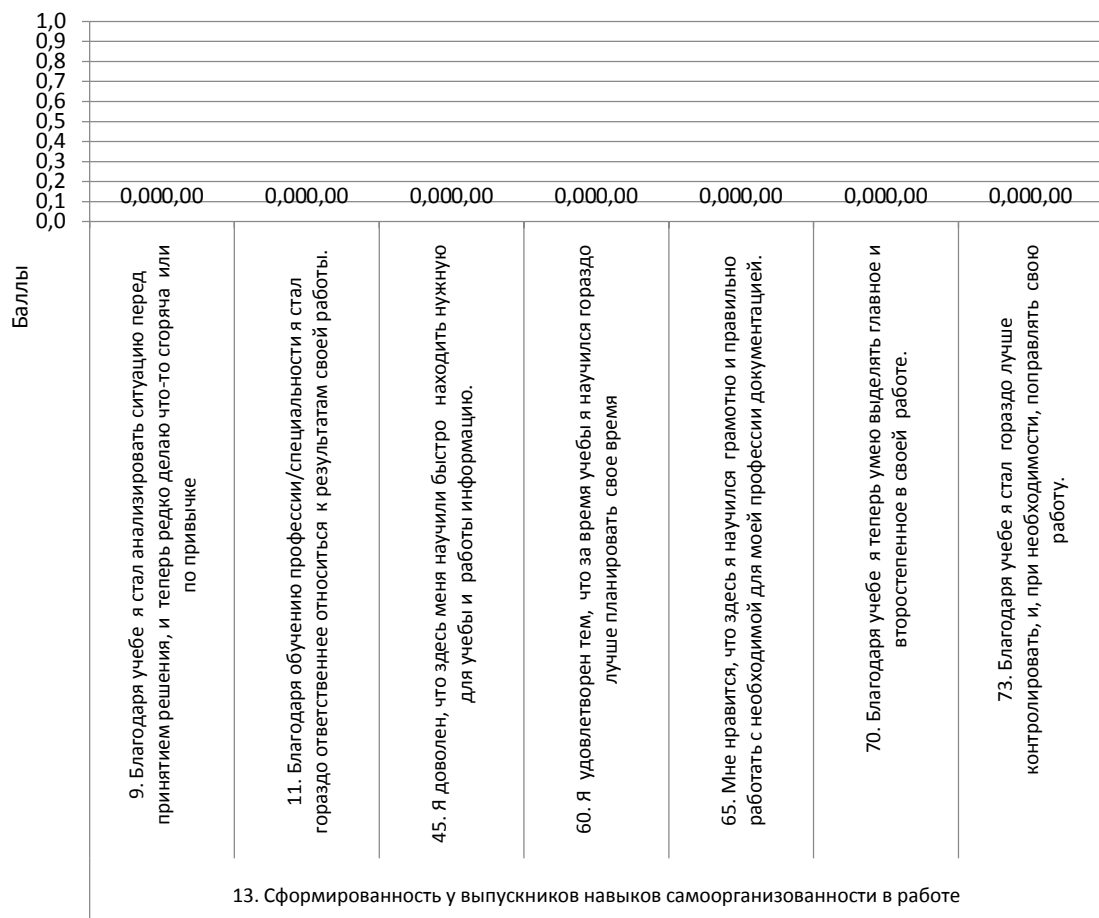 1,0
0,9
0,8
0,7
0,6
0,5
0,4
0,3
0,2
0,1
0,0
Баллы
0,000,00
0,000,00
0,000,00
0,000,00
0,000,00
0,000,00
0,000,00
9. Благодаря учебе я стал анализировать ситуацию перед
принятием решения, и теперь редко делаю что-то сгоряча или
по привычке
11. Благодаря обучению профессии/специальности я стал
гораздо ответственнее относиться к результатам своей работы.
45. Я доволен, что здесь меня научили быстро находить нужную
для учебы и работы информацию.
60. Я удовлетворен тем, что за время учебы я научился гораздо
лучше планировать свое время
65. Мне нравится, что здесь я научился грамотно и правильно
работать с необходимой для моей профессии документацией.
70. Благодаря учебе я теперь умею выделять главное и
второстепенное в своей работе.
73. Благодаря учебе я стал гораздо лучше
контролировать, и, при необходимости, поправлять свою
работу.
13. Сформированность у выпускников навыков самоорганизованности в работе